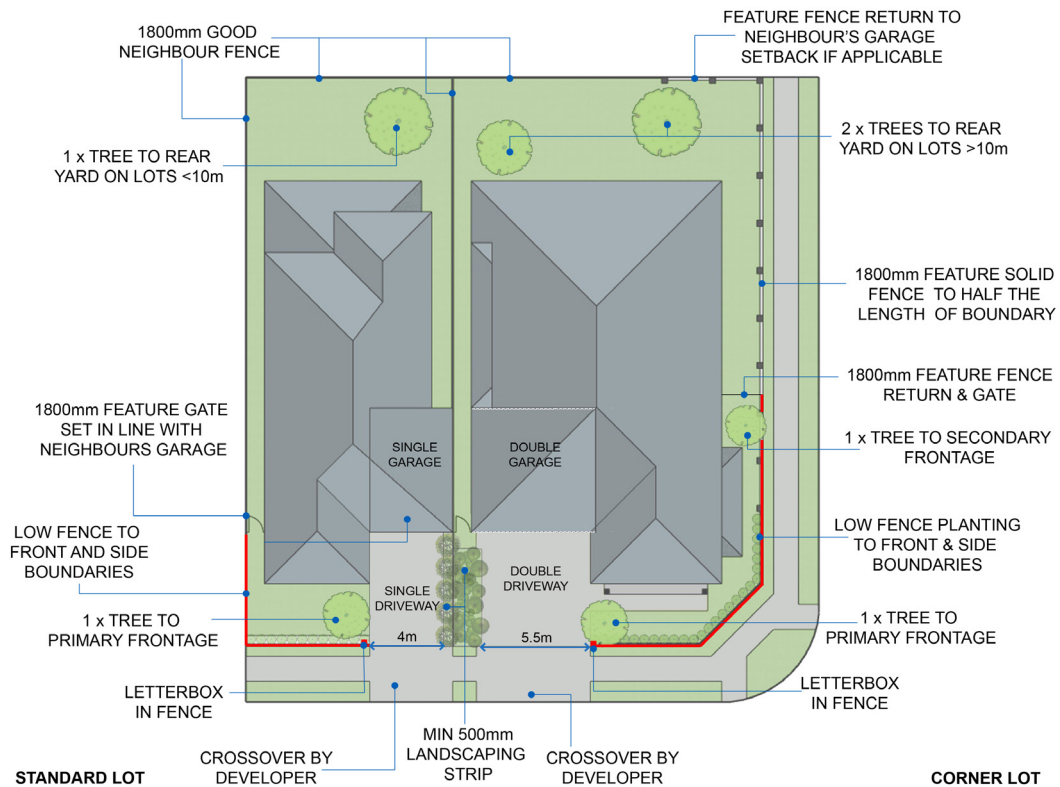 FEATURE FENCE RETURN TO
NEIGHBOUR'S GARAGE
SETBACK IF APPLICABLE
1800mm GOOD
NEIGHBOUR FENCE
2 x TREES TO REAR
YARD ON LOTS >10m
1 x TREE TO REAR
YARD ON LOTS <10m
1800mm FEATURE SOLID
FENCE TO HALF THE
LENGTH OF BOUNDARY
1800mm FEATURE FENCE
RETURN & GATE
1800mm FEATURE GATE
SET IN LINE WITH
NEIGHBOURS GARAGE
SINGLE
GARAGE
DOUBLE
GARAGE
1 x TREE TO SECONDARY
FRONTAGE
LOW FENCE TO
FRONT AND SIDE
BOUNDARIES
LOW FENCE PLANTING
TO FRONT & SIDE
BOUNDARIES
SINGLE
DRIVEWAY
DOUBLE
DRIVEWAY
1 x TREE TO
PRIMARY FRONTAGE
4m
5.5m
1 x TREE TO
PRIMARY FRONTAGE
LETTERBOX
IN FENCE
LETTERBOX
IN FENCE
MIN 500mm
LANDSCAPING
STRIP
CROSSOVER BY
DEVELOPER
CROSSOVER BY
DEVELOPER
STANDARD LOT
CORNER LOT